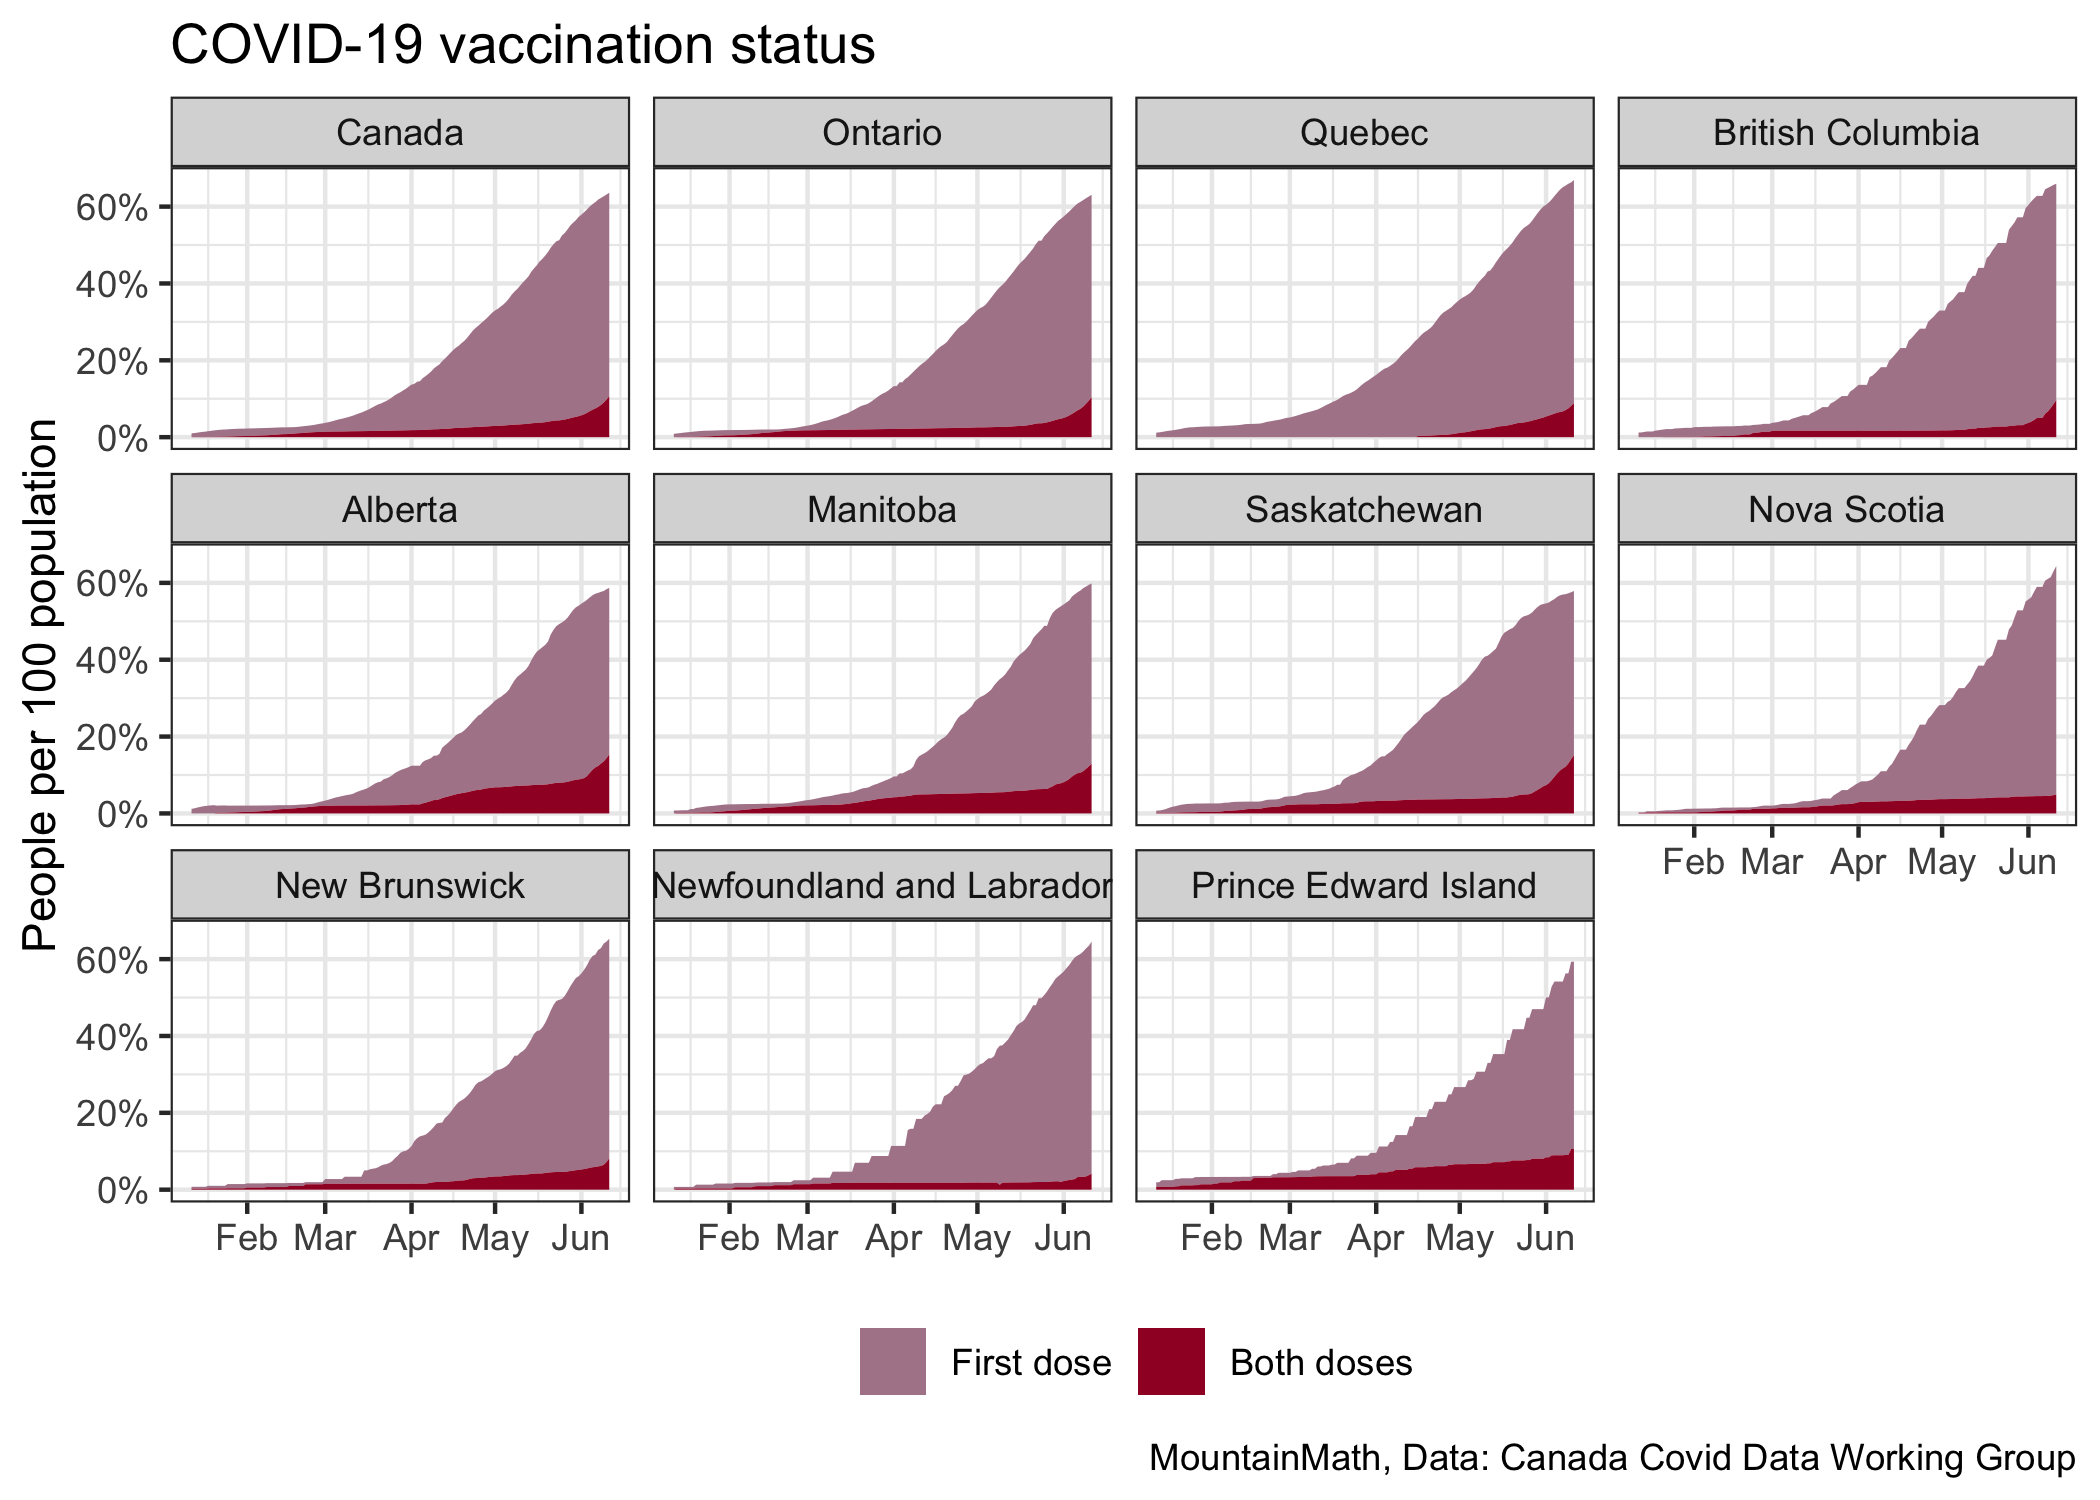 COVID-19 vaccination status
People per 100 population
Canada
Ontario
Quebec
British Columbia
60%
40%
20%
0%
Alberta
Manitoba
Saskatchewan
Nova Scotia
60%
40%
20%
0%
Feb Mar Apr May Jun
New Brunswick
Newfoundland and Labrador
Prince Edward Island
60%
40%
20%
0%
Feb Mar Apr May Jun
Feb Mar Apr May Jun
Feb Mar Apr May Jun
First dose
Both doses
MountainMath, Data: Canada Covid Data Working Group